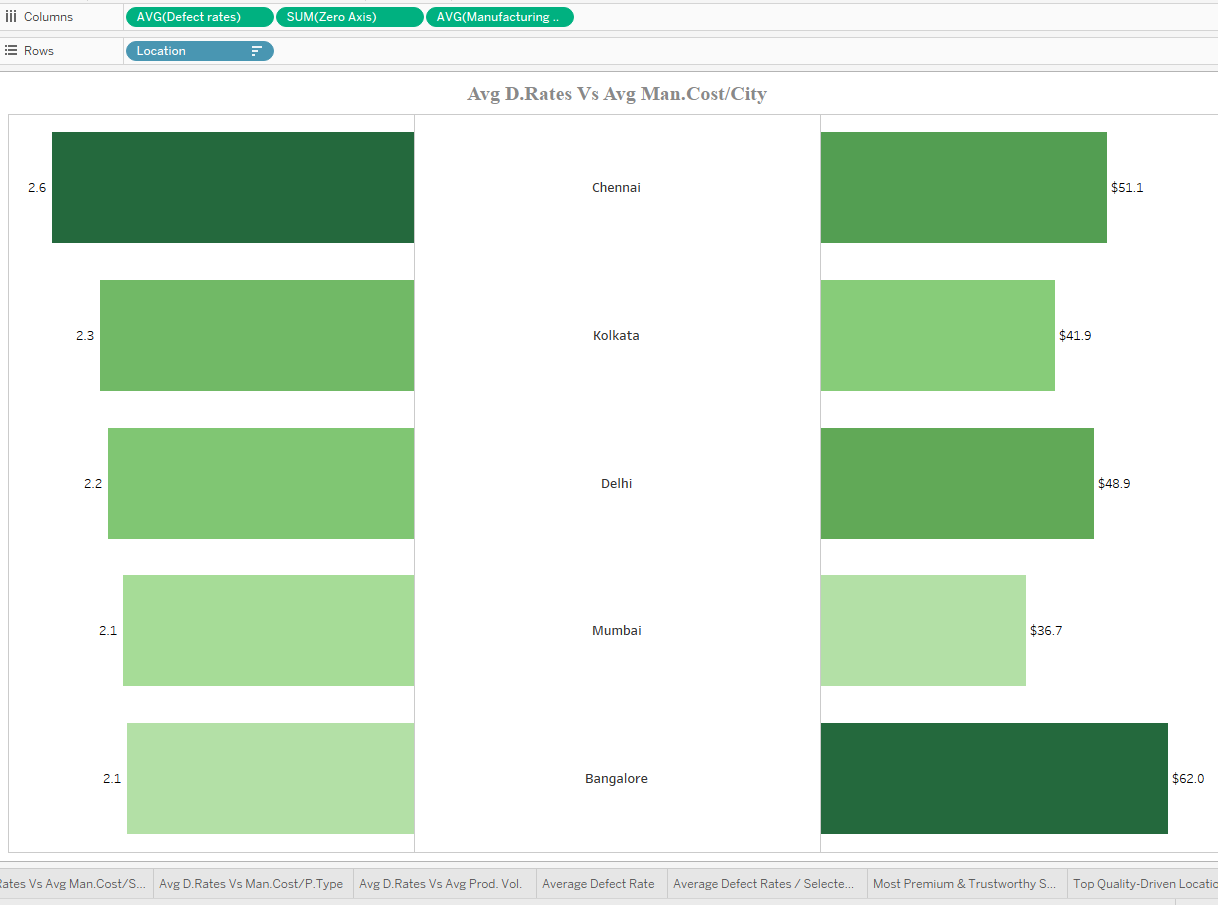 Columns AVG(Defect rates) SUM(Zero Axis) AVG(Manufacturing ..
Rows Location
Avg D.Rates Vs Avg Man.Cost/City
2.6 Chennai $51.1
2.3 Kolkata $41.9
2.2 Delhi $48.9
2.1 Mumbai $36.7
2.1 Bangalore $62.0
Rates Vs Avg Man.Cost/S... Avg D.Rates Vs Man.Cost/P.Type Avg D.Rates Vs Avg Prod. Vol. Average Defect Rate Average Defect Rates / Selecte... Most Premium & Trustworthy S... Top Quality-Driven Locatio